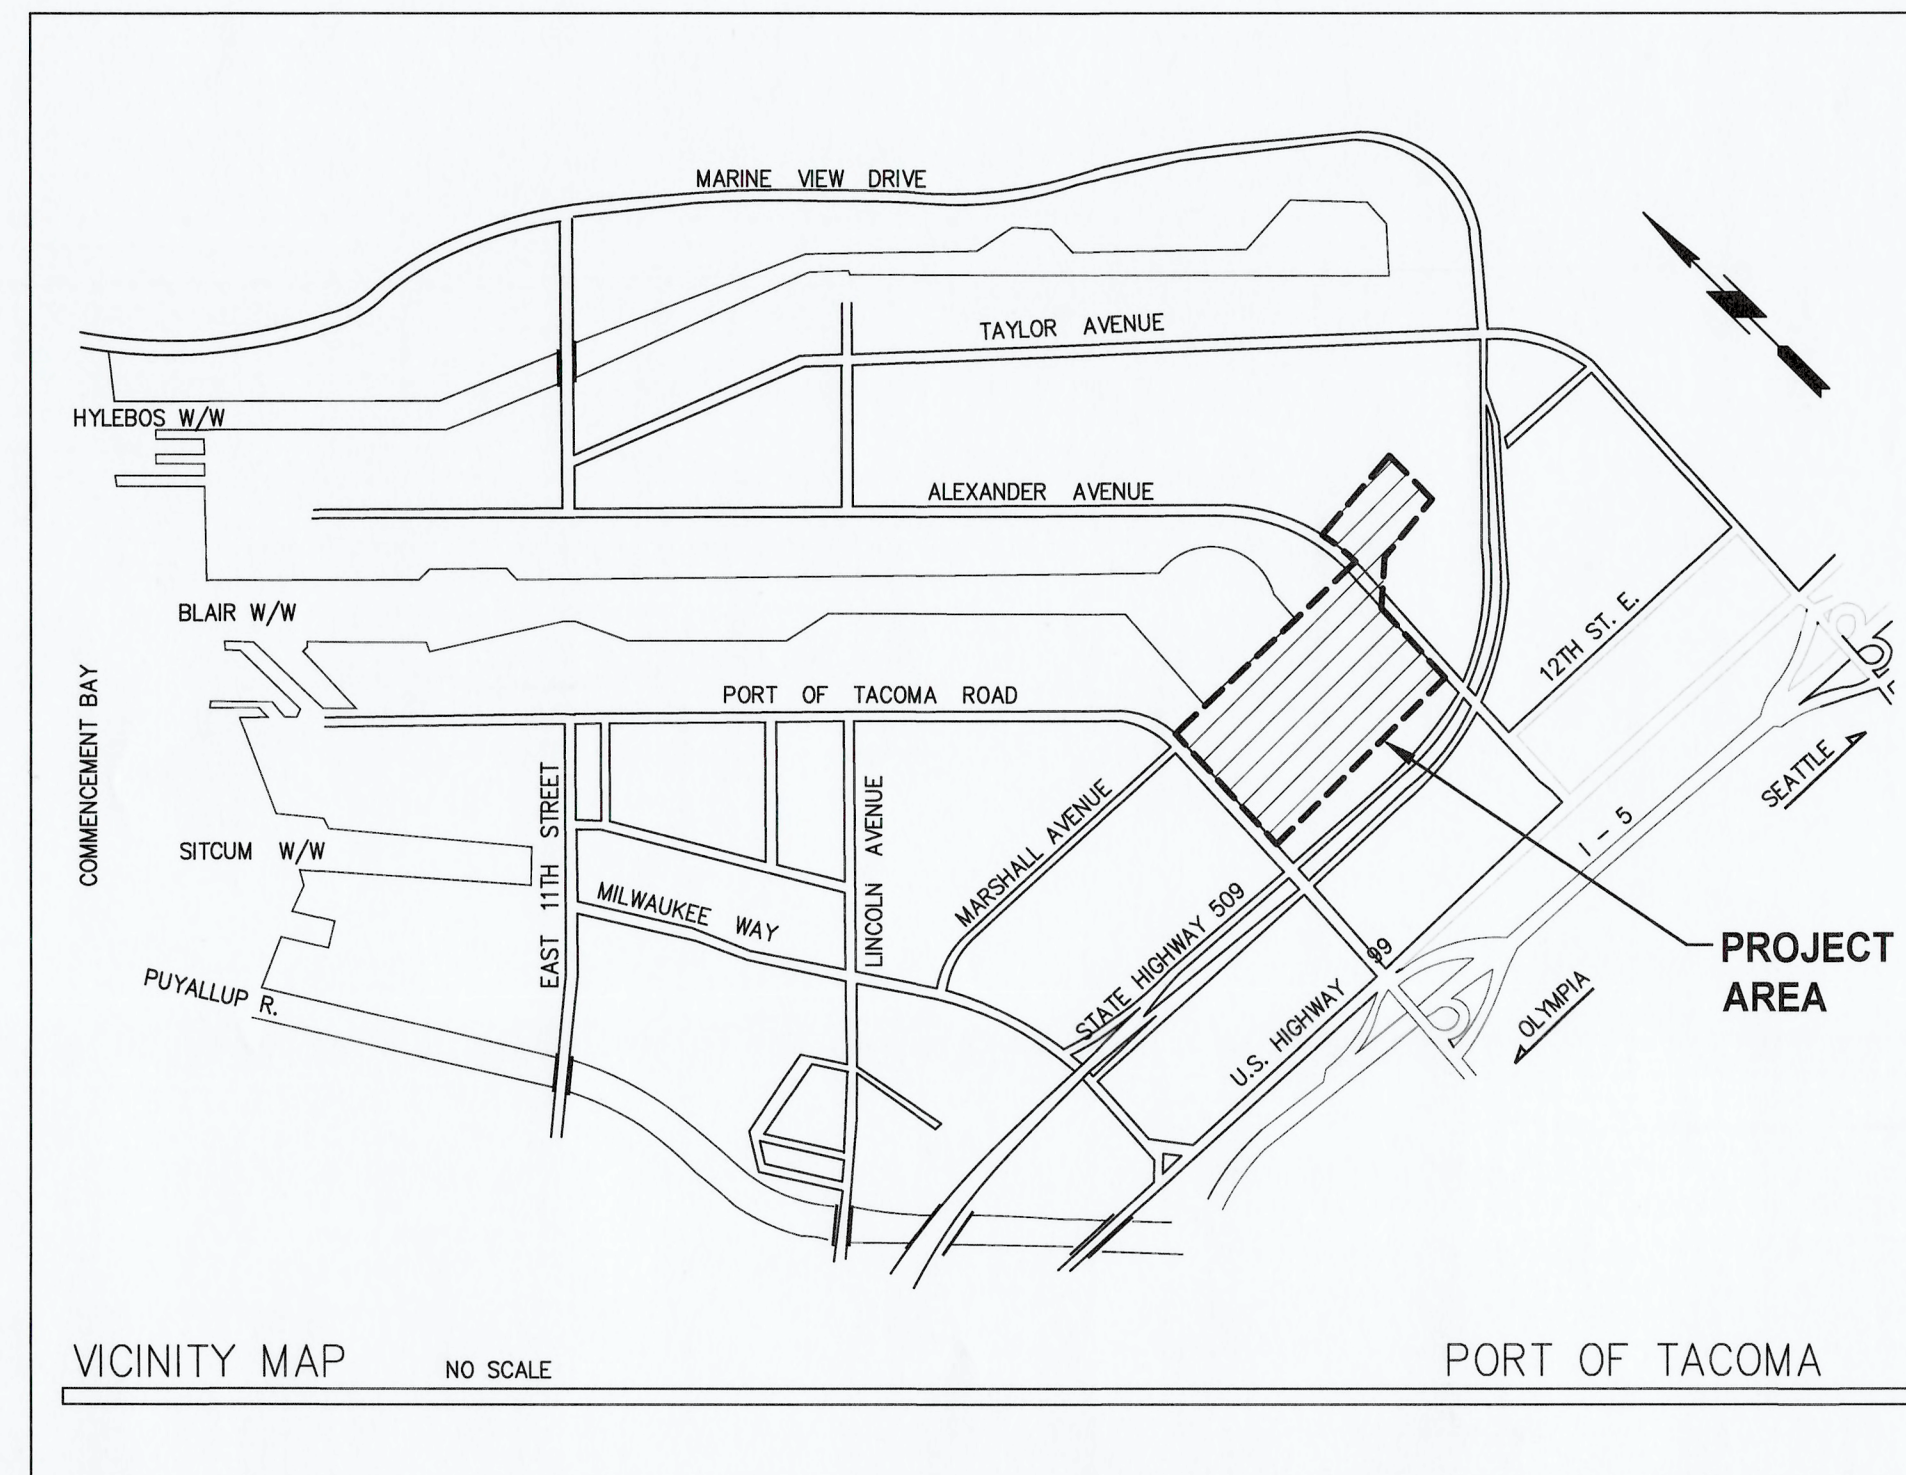 MARINE VIEW DRIVE
TAYLOR AVENUE
HYLEBOS W/W
ALEXANDER AVENUE
BLAIR W/W
12TH ST. E.
COMMENCEMENT BAY
PORT OF TACOMA ROAD
SEATTLE
EAST 11TH STREET
LINCOLN AVENUE
MARSHALL AVENUE
I - 5
SITCUM W/W
MILWAUKEE WAY
STATE HIGHWAY 509
U.S. HIGHWAY 99
PROJECT
AREA
PUYALLUP R.
OLYMPIA
VICINITY MAP
NO SCALE
PORT OF TACOMA